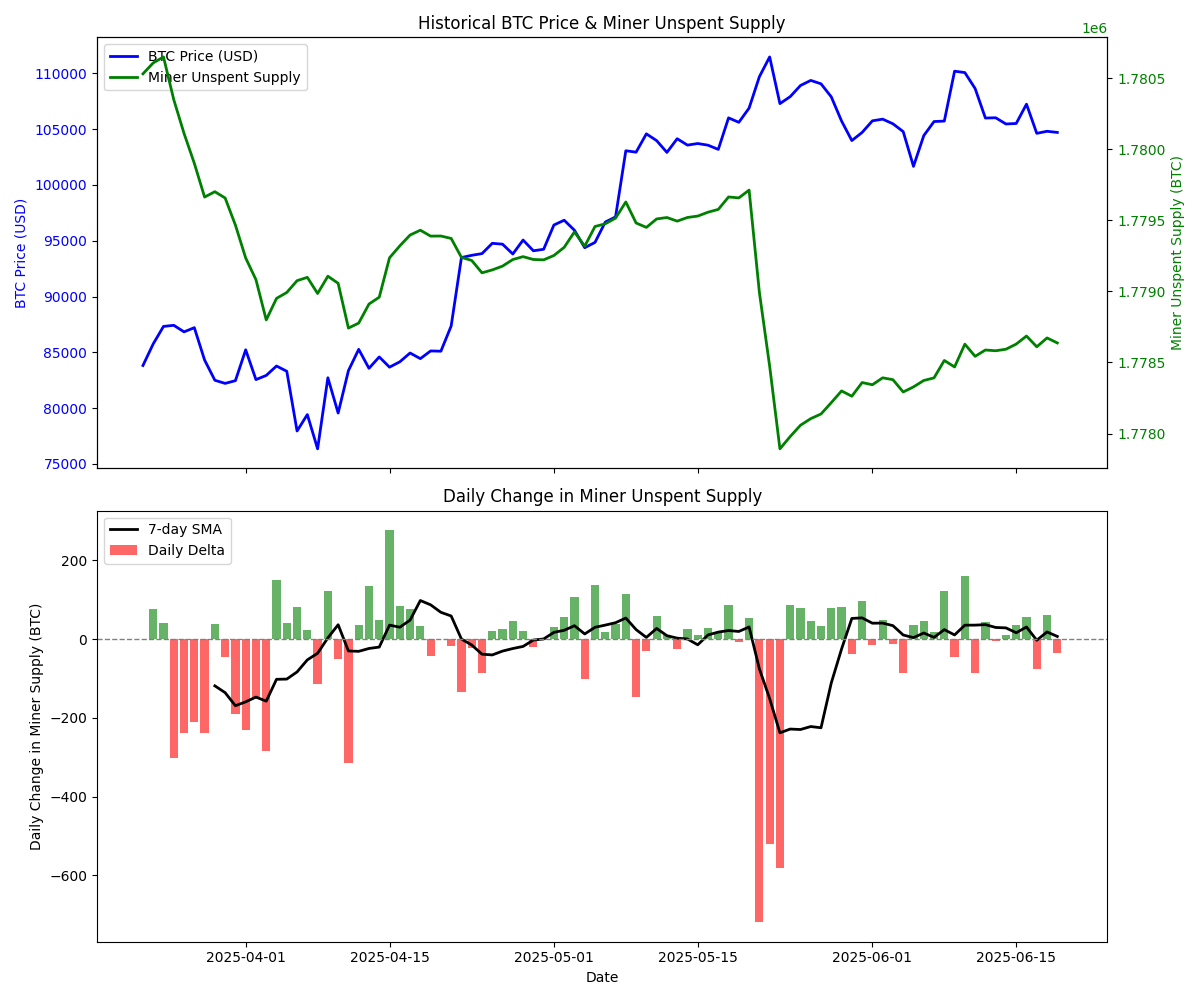 Historical BTC Price & Miner Unspent Supply
1e6
BTC Price (USD)
Miner Unspent Supply
110000
105000
100000
95000
90000
85000
80000
75000
BTC Price (USD)
1.7805
1.7800
1.7795
1.7790
1.7785
1.7780
Miner Unspent Supply (BTC)
Daily Change in Miner Unspent Supply
7-day SMA
Daily Delta
200
0
−200
−400
−600
Daily Change in Miner Supply (BTC)
2025-04-01 2025-04-15 2025-05-01 2025-05-15 2025-06-01 2025-06-15
Date